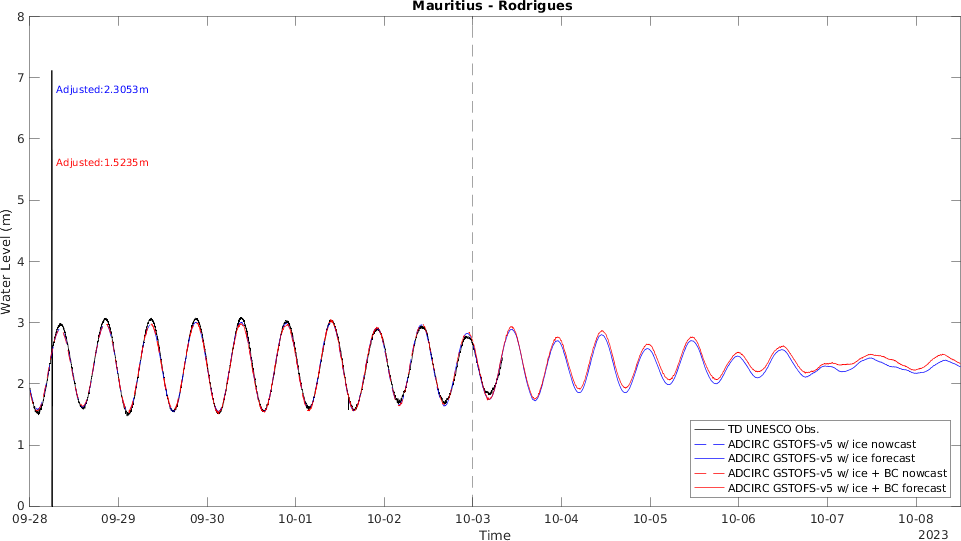 Mauritius - Rodrigues
8
7
6
5
4
3
2
1
0
Water Level (m)
Adjusted:2.3053m
Adjusted:1.5235m
TD UNESCO Obs.
ADCIRC GSTOFS-v5 w/ ice nowcast
ADCIRC GSTOFS-v5 w/ ice forecast
ADCIRC GSTOFS-v5 w/ ice + BC nowcast
ADCIRC GSTOFS-v5 w/ ice + BC forecast
09-28 09-29 09-30 10-01 10-02 10-03 10-04 10-05 10-06 10-07 10-08
Time
2023